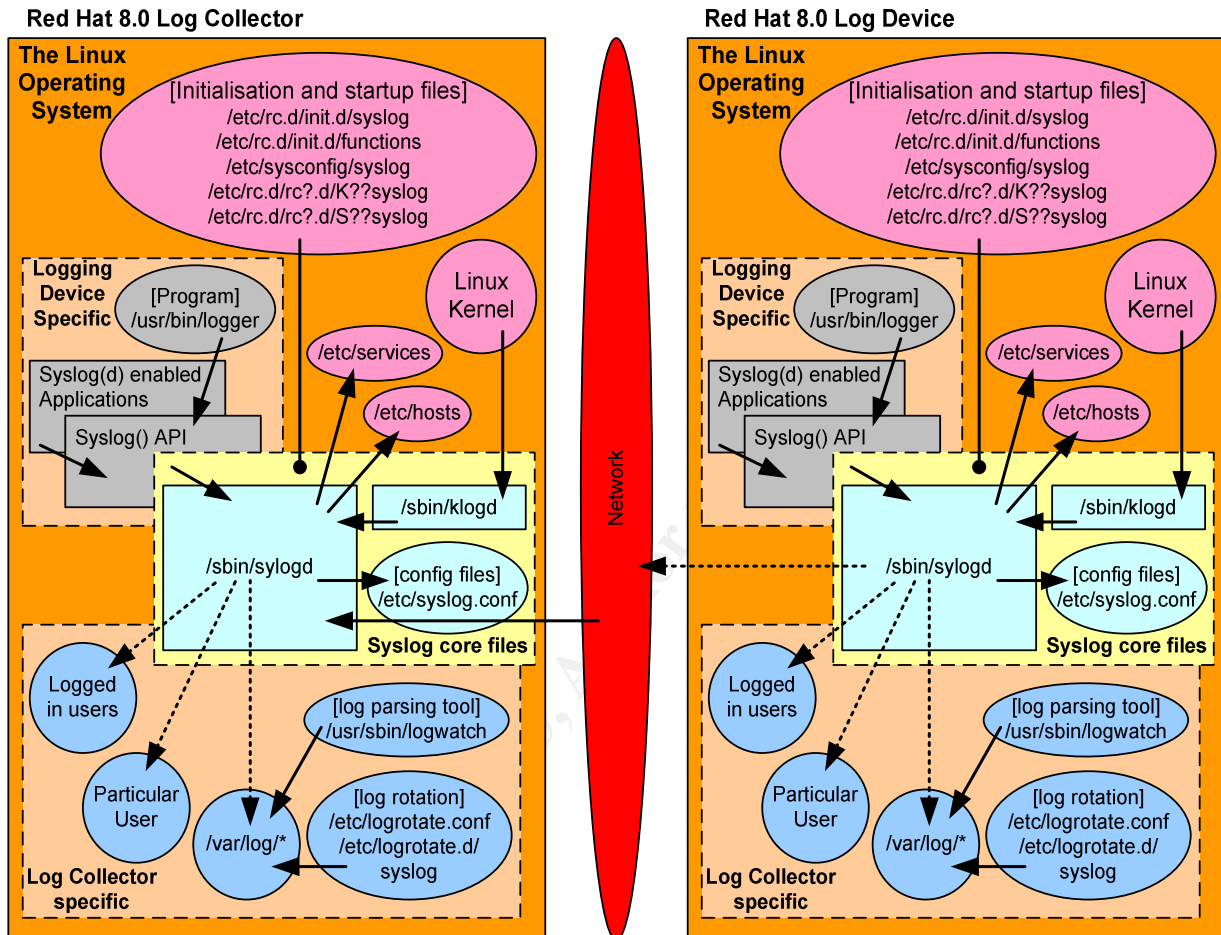 Red Hat 8.0 Log Collector
The Linux
Operating
System
[Initialisation and startup files]
/etc/rc.d/init.d/syslog
/etc/rc.d/init.d/functions
/etc/sysconfig/syslog
/etc/rc.d/rc?.d/K??syslog
/etc/rc.d/rc?.d/S??syslog
Logging
Device
Specific
[Program]
/usr/bin/logger
Linux
Kernel
/etc/services
Syslog(d) enabled
Applications
/etc/hosts
Syslog() API
/sbin/klogd
/sbin/sylogd
[config files]
/etc/syslog.conf
Syslog core files
Logged
in users
[log parsing tool]
/usr/sbin/logwatch
Particular
User
[log rotation]
/etc/logrotate.conf
/etc/logrotate.d/
syslog
/var/log/*
Log Collector
specific
Network
Red Hat 8.0 Log Device
The Linux
Operating
System
[Initialisation and startup files]
/etc/rc.d/init.d/syslog
/etc/rc.d/init.d/functions
/etc/sysconfig/syslog
/etc/rc.d/rc?.d/K??syslog
/etc/rc.d/rc?.d/S??syslog
Logging
Device
Specific
[Program]
/usr/bin/logger
Linux
Kernel
/etc/services
Syslog(d) enabled
Applications
/etc/hosts
Syslog() API
/sbin/klogd
/sbin/sylogd
[config files]
/etc/syslog.conf
Syslog core files
Logged
in users
[log parsing tool]
/usr/sbin/logwatch
Particular
User
[log rotation]
/etc/logrotate.conf
/etc/logrotate.d/
syslog
/var/log/*
Log Collector
specific